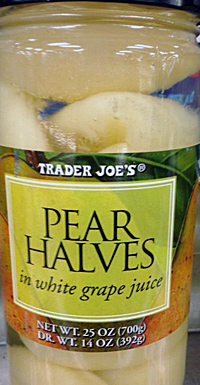 TRADER JOE'S®
PEAR
HALVES
in white grape juice
NET WT. 25 OZ (700g)
DR. WT. 14 OZ (392g)